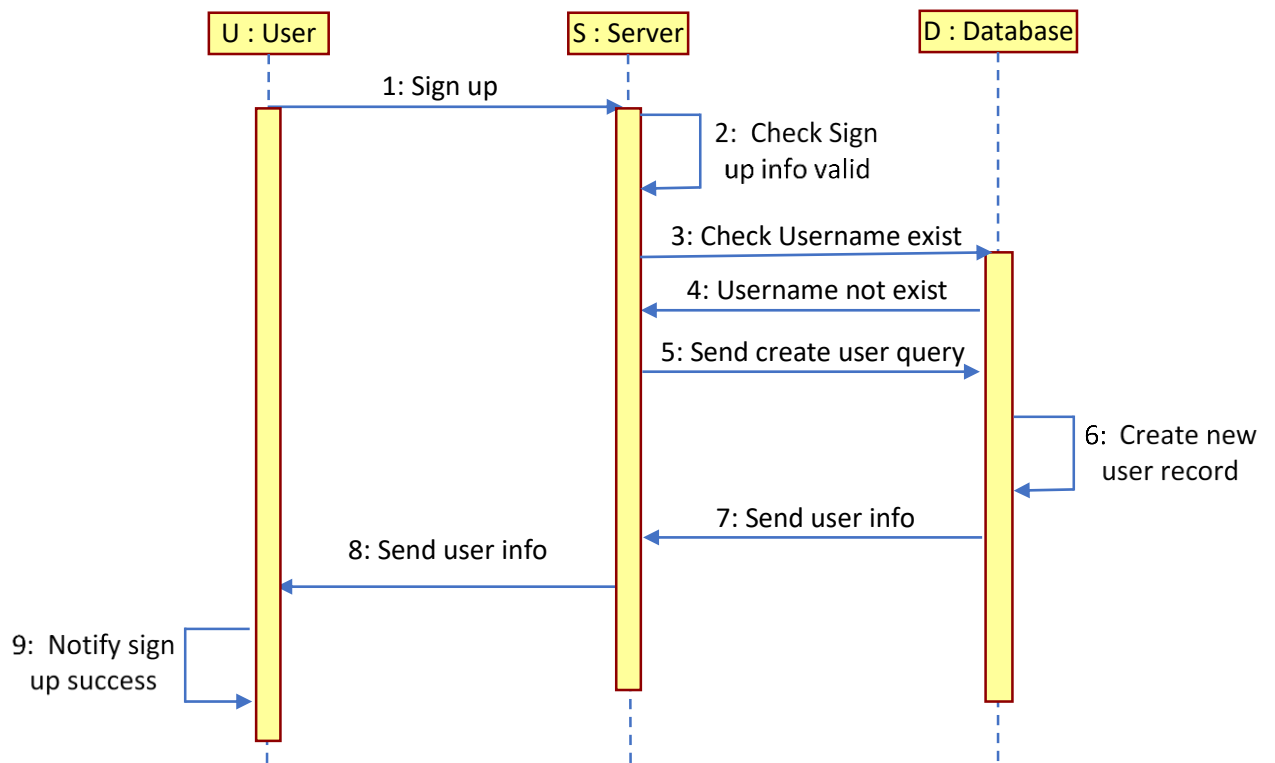 U : User
S : Server
D : Database
1: Sign up
2:  Check Sign
up info valid
3: Check Username exist
4: Username not exist
5: Send create user query
6:  Create new
user record
7: Send user info
8: Send user info
9:  Notify sign
up success